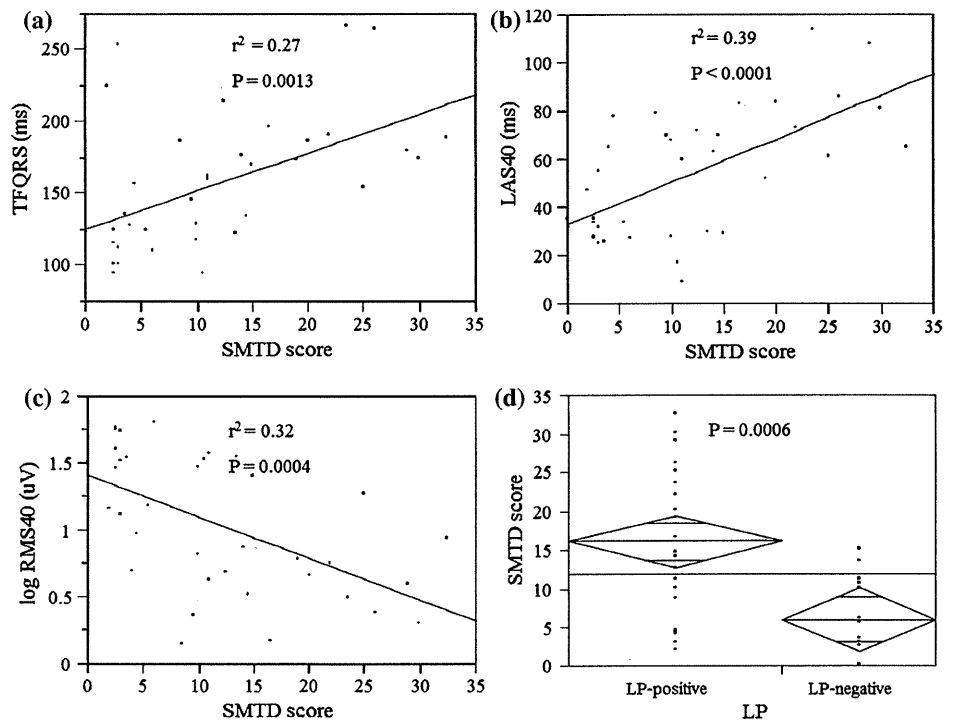 (a)
r² = 0.27
P = 0.0013
TFQRS (ms)
250
200
150
100
0 5 10 15 20 25 30 35
SMTD score
(b)
r² = 0.39
P < 0.0001
LAS40 (ms)
120
100
80
60
40
20
0
0 5 10 15 20 25 30 35
SMTD score
(c)
r² = 0.32
P = 0.0004
log RMS40 (uV)
2
1.5
1
0.5
0
0 5 10 15 20 25 30 35
SMTD score
(d)
P = 0.0006
SMTD score
35
30
25
20
15
10
5
0
LP-positive LP-negative
LP